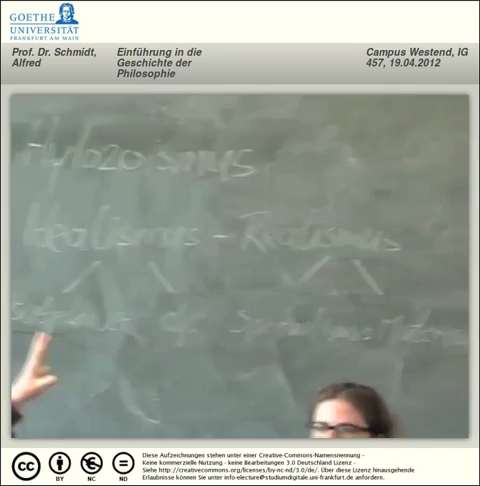 GOETHE
UNIVERSITÄT
FRANKFURT AM MAIN
Prof. Dr. Schmidt,
Alfred
Einführung in die
Geschichte der
Philosophie
Campus Westend, IG
457, 19.04.2012
Hylozoismus
Idealismus - Realismus
cc
BY
NC
ND
Diese Aufzeichnungen stehen unter einer Creative-Commons-Namensnennung -
Keine kommerzielle Nutzung - keine Bearbeitungen 3.0 Deutschland Lizenz -
Siehe http://creativecommons.org/licenses/by-nc-nd/3.0/de/. Über diese Lizenz hinausgehende
Erlaubnisse können Sie unter info-electure@studiumdigitale.uni-frankfurt.de anfordern.